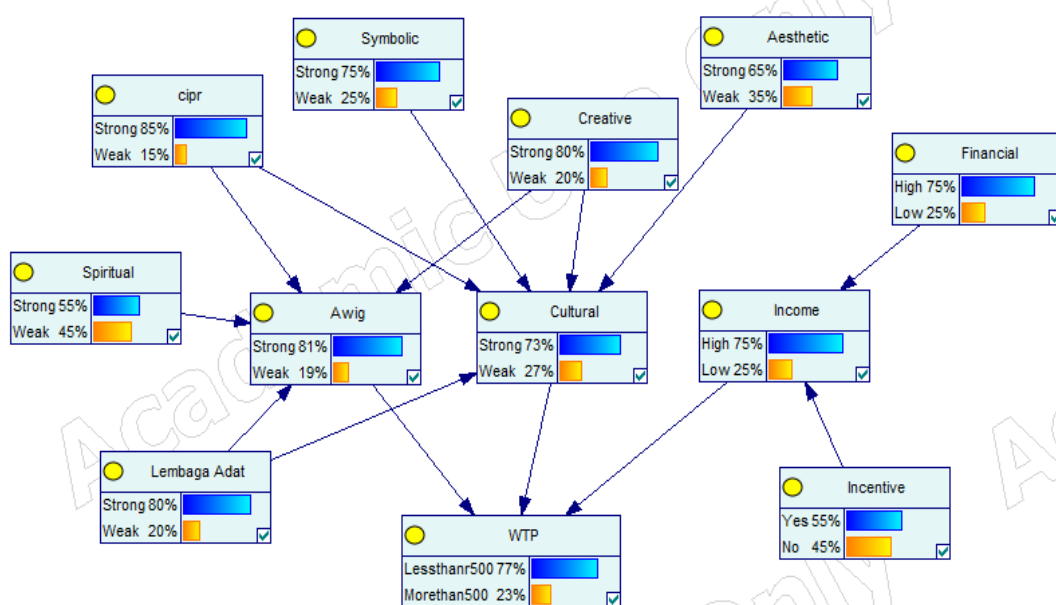 Symbolic
Strong 75%
Weak 25%
Aesthetic
Strong 65%
Weak 35%
cipr
Strong 85%
Weak 15%
Creative
Strong 80%
Weak 20%
Financial
High 75%
Low 25%
Spiritual
Strong 55%
Weak 45%
Awig
Strong 81%
Weak 19%
Cultural
Strong 73%
Weak 27%
Income
High 75%
Low 25%
Lembaga Adat
Strong 80%
Weak 20%
Incentive
Yes 55%
No 45%
WTP
Lessthanr500 77%
Morethan500 23%
Academic